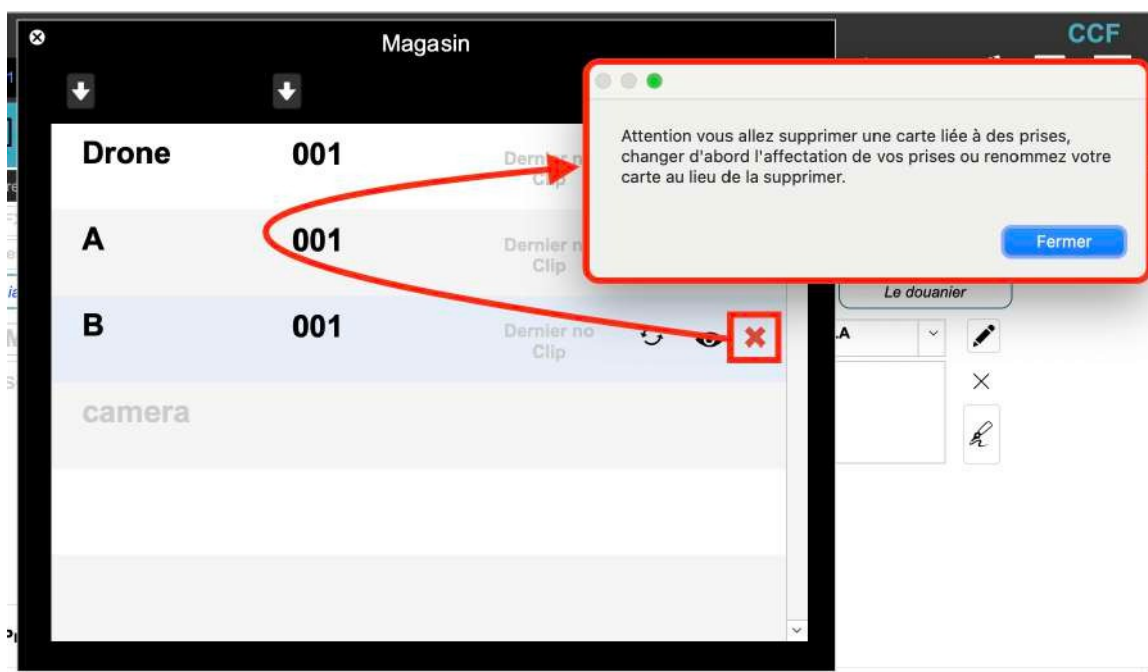 CCF
Magasin
Attention vous allez supprimer une carte liée à des prises,
changer d'abord l'affectation de vos prises ou renommez votre
carte au lieu de la supprimer.
Fermer
Drone 001 Dernier n
Clip
A 001 Dernier n
Clip
Le douanier
B 001 Dernier no
Clip
.A
camera